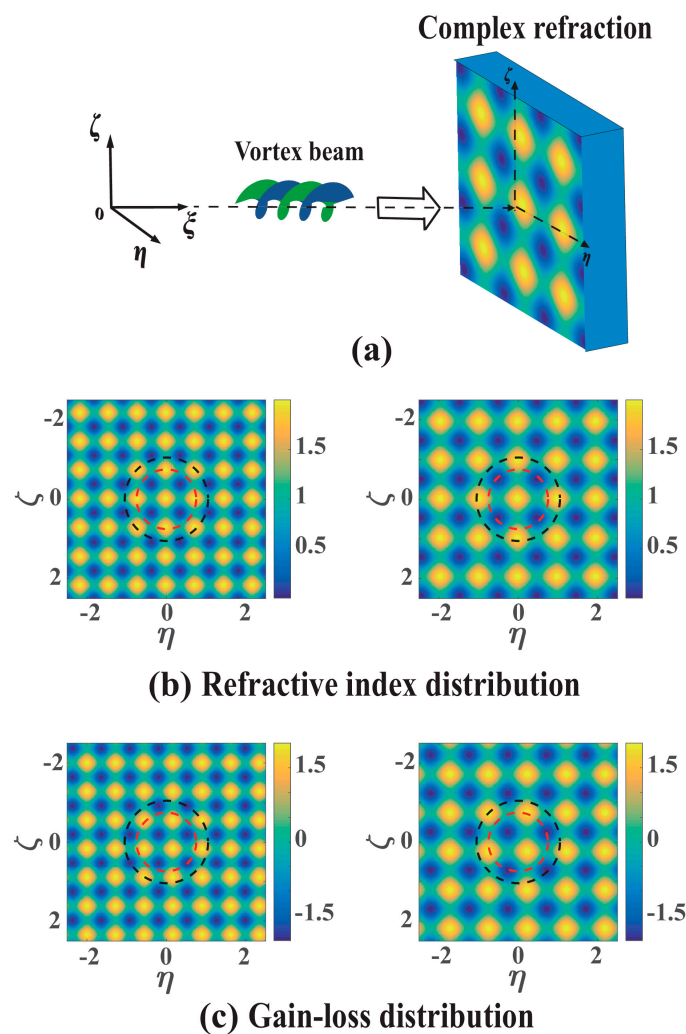 Complex refraction
ζ
ζ
Vortex beam
o
ξ
η
η
(a)
-2
0
2
ζ
-2 0 2
η
1.5
1
0.5
-2
0
2
ζ
-2 0 2
η
1.5
1
0.5
(b) Refractive index distribution
-2
0
2
ζ
-2 0 2
η
1.5
0
-1.5
-2
0
2
ζ
-2 0 2
η
1.5
0
-1.5
(c) Gain-loss distribution